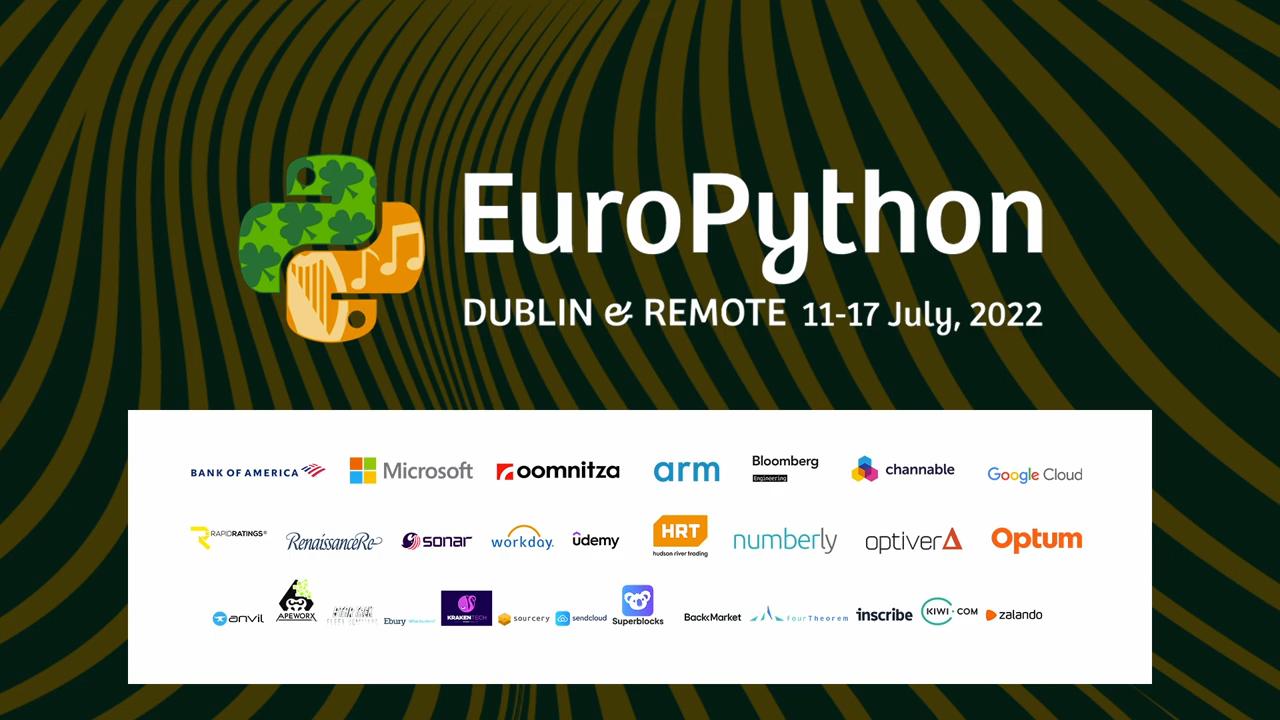 EuroPython
DUBLIN & REMOTE 11-17 July, 2022
BANK OF AMERICA Microsoft oomnitza arm Bloomberg Engineering channable Google Cloud
RAPIDRATINGS RenaissanceRe sonar workday. udemy HRT hudson river trading numberly optiver Optum
anvil APEWORX Ebury KRAKENTECH sourcery sendcloud Superblocks BackMarket FourTheorem inscribe KIWI.COM zalando